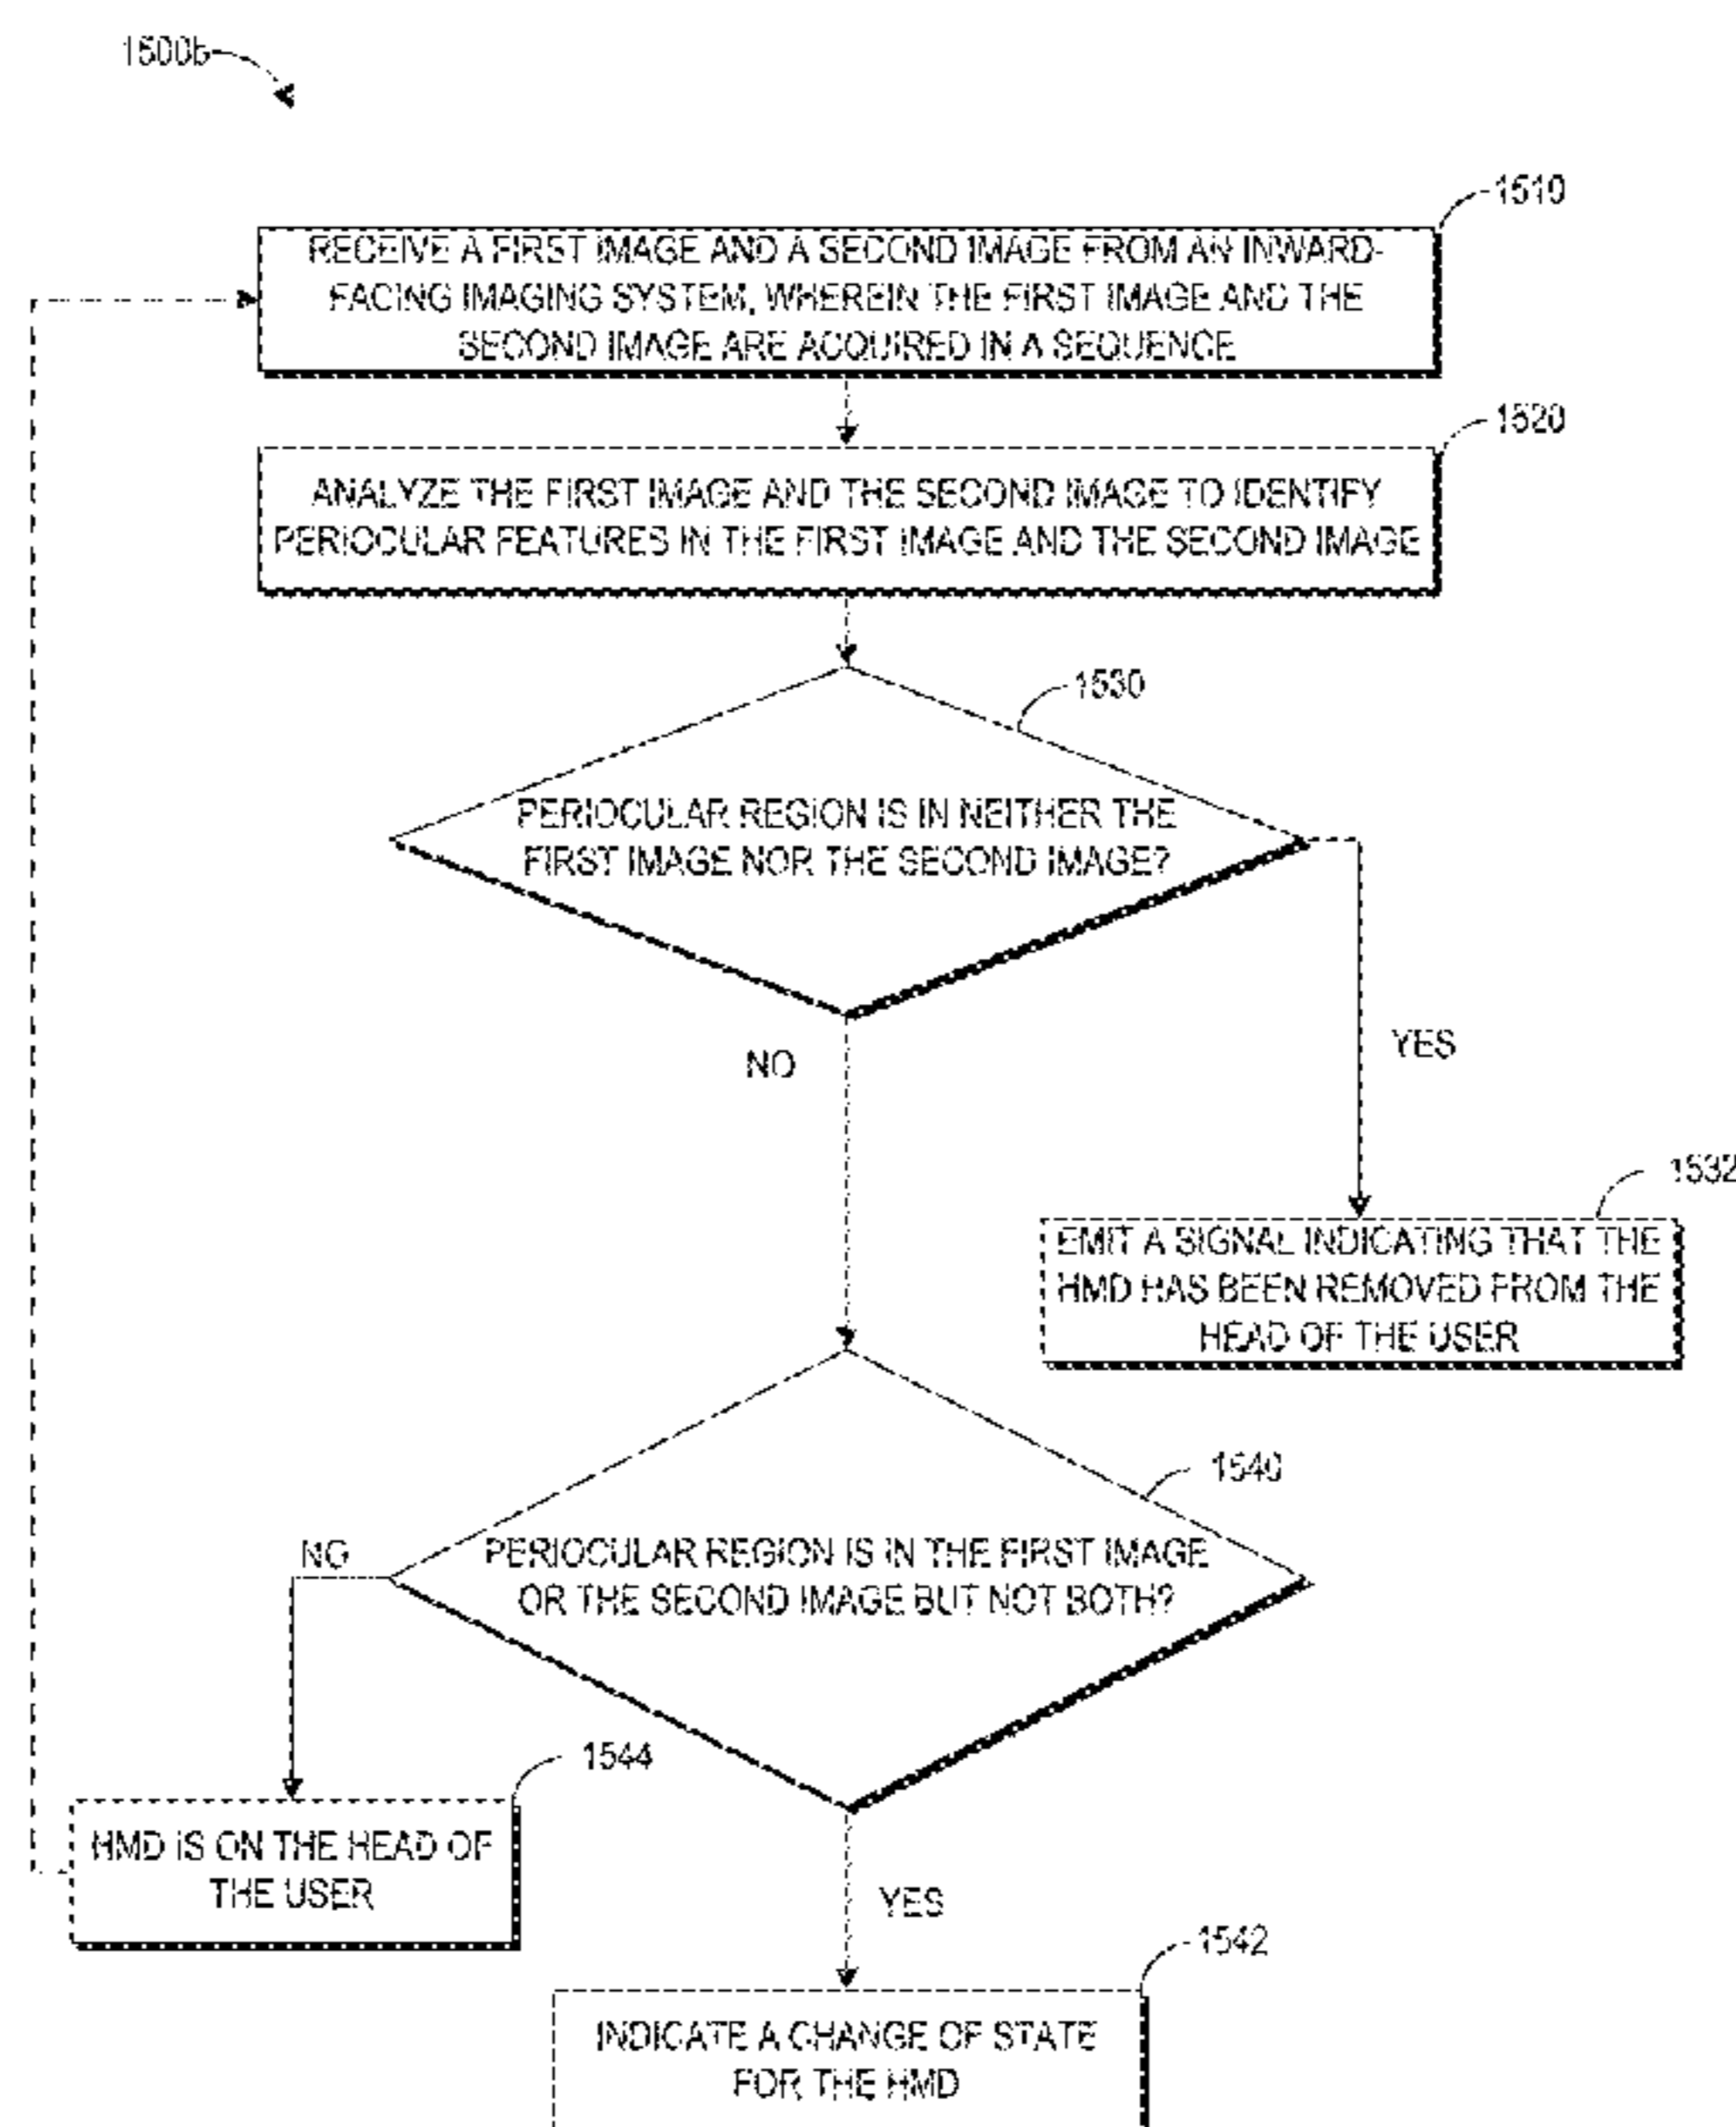 1500b
1510
RECEIVE A FIRST IMAGE AND A SECOND IMAGE FROM AN INWARD-
FACING IMAGING SYSTEM, WHEREIN THE FIRST IMAGE AND THE
SECOND IMAGE ARE ACQUIRED IN A SEQUENCE
1520
ANALYZE THE FIRST IMAGE AND THE SECOND IMAGE TO IDENTIFY
PERIOCULAR FEATURES IN THE FIRST IMAGE AND THE SECOND IMAGE
1530
PERIOCULAR REGION IS IN NEITHER THE
FIRST IMAGE NOR THE SECOND IMAGE?
NO
YES
1532
EMIT A SIGNAL INDICATING THAT THE
HMD HAS BEEN REMOVED FROM THE
HEAD OF THE USER
1540
PERIOCULAR REGION IS IN THE FIRST IMAGE
OR THE SECOND IMAGE BUT NOT BOTH?
NO
1544
HMD IS ON THE HEAD OF
THE USER
YES
1542
INDICATE A CHANGE OF STATE
FOR THE HMD